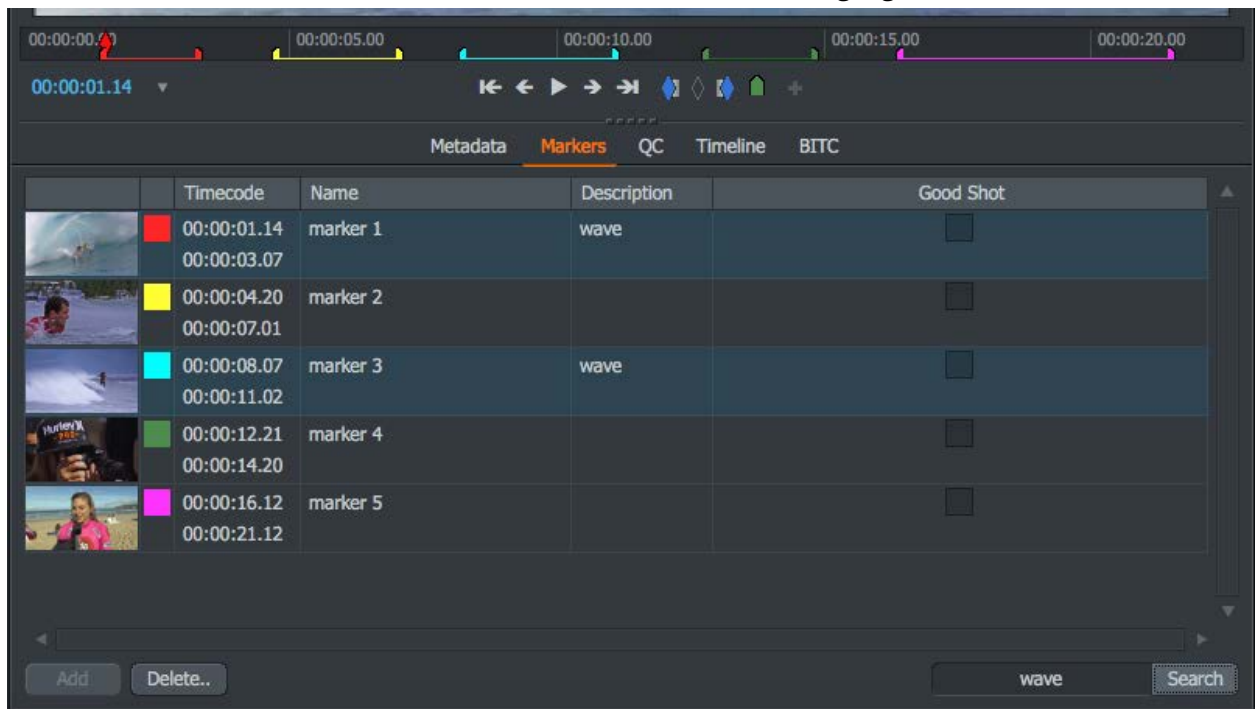 00:00:00.00 00:00:05.00 00:00:10.00 00:00:15.00 00:00:20.00
00:00:01.14
Metadata Markers QC Timeline BITC
Timecode Name Description Good Shot
00:00:01.14 marker 1 wave
00:00:03.07
00:00:04.20 marker 2
00:00:07.01
00:00:08.07 marker 3 wave
00:00:11.02
Hurley
PRO
00:00:12.21 marker 4
00:00:14.20
00:00:16.12 marker 5
00:00:21.12
Add Delete.. wave Search